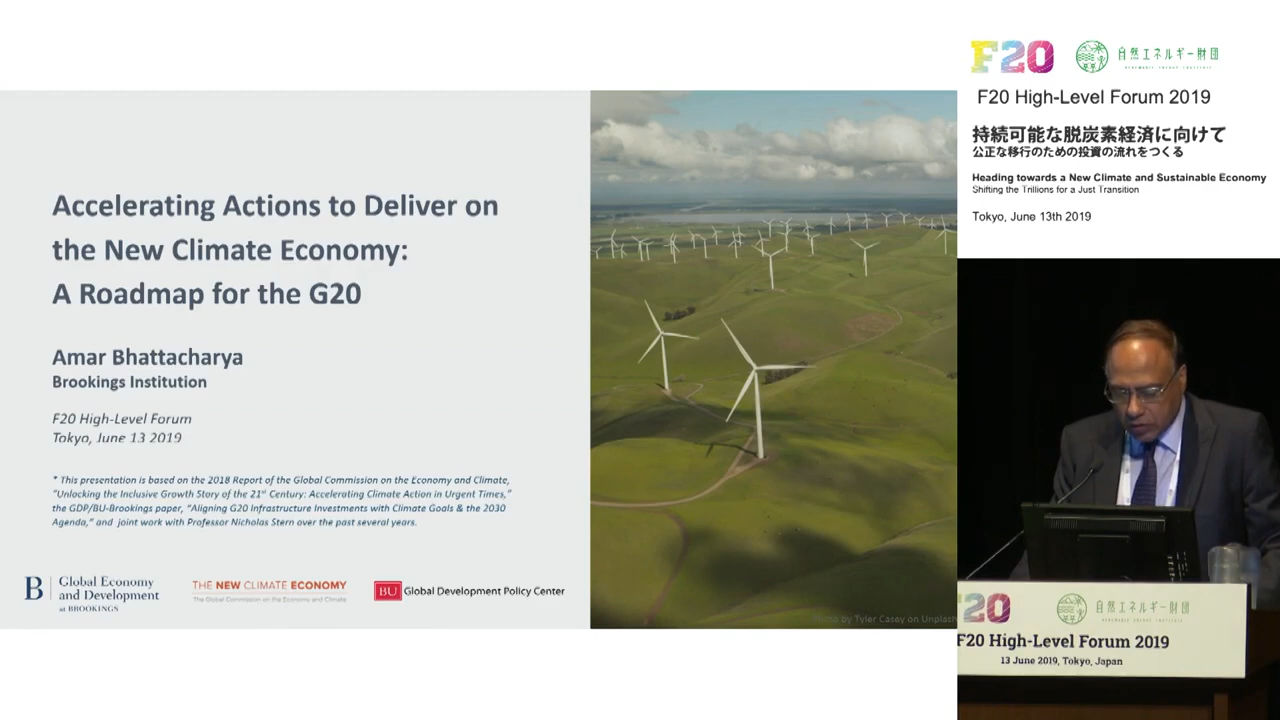 Accelerating Actions to Deliver on
the New Climate Economy:
A Roadmap for the G20
Amar Bhattacharya
Brookings Institution
F20 High-Level Forum
Tokyo, June 13 2019
* This presentation is based on the 2018 Report of the Global Commission on the Economy and Climate,
"Unlocking the Inclusive Growth Story of the 21st Century: Accelerating Climate Action in Urgent Times,"
the GDP/BU-Brookings paper, "Aligning G20 Infrastructure Investments with Climate Goals & the 2030
Agenda," and joint work with Professor Nicholas Stern over the past several years.
B
Global Economy
and Development
at BROOKINGS
THE NEW CLIMATE ECONOMY
The Global Commission on the Economy and Climate
BU Global Development Policy Center
Photo by Tyler Casey on Unsplash
F20
自然エネルギー財団
RENEWABLE ENERGY INSTITUTE
F20 High-Level Forum 2019
持続可能な脱炭素経済に向けて
公正な移行のための投資の流れをつくる
Heading towards a New Climate and Sustainable Economy
Shifting the Trillions for a Just Transition
Tokyo, June 13th 2019
F20
自然エネルギー財団
RENEWABLE ENERGY INSTITUTE
F20 High-Level Forum 2019
13 June 2019, Tokyo, Japan